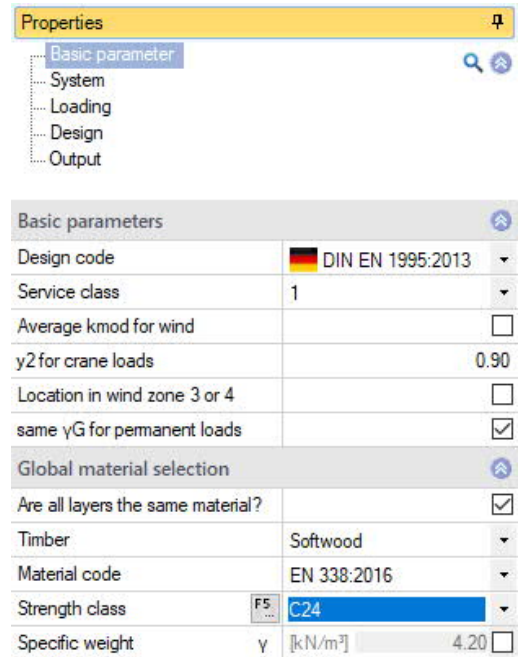 Properties
Basic parameter
System
Loading
Design
Output
Basic parameters
Design code DIN EN 1995:2013
Service class 1
Average kmod for wind
y2 for crane loads 0.90
Location in wind zone 3 or 4
same γG for permanent loads
Global material selection
Are all layers the same material?
Timber Softwood
Material code EN 338:2016
Strength class F5... C24
Specific weight γ [kN/m³] 4.20